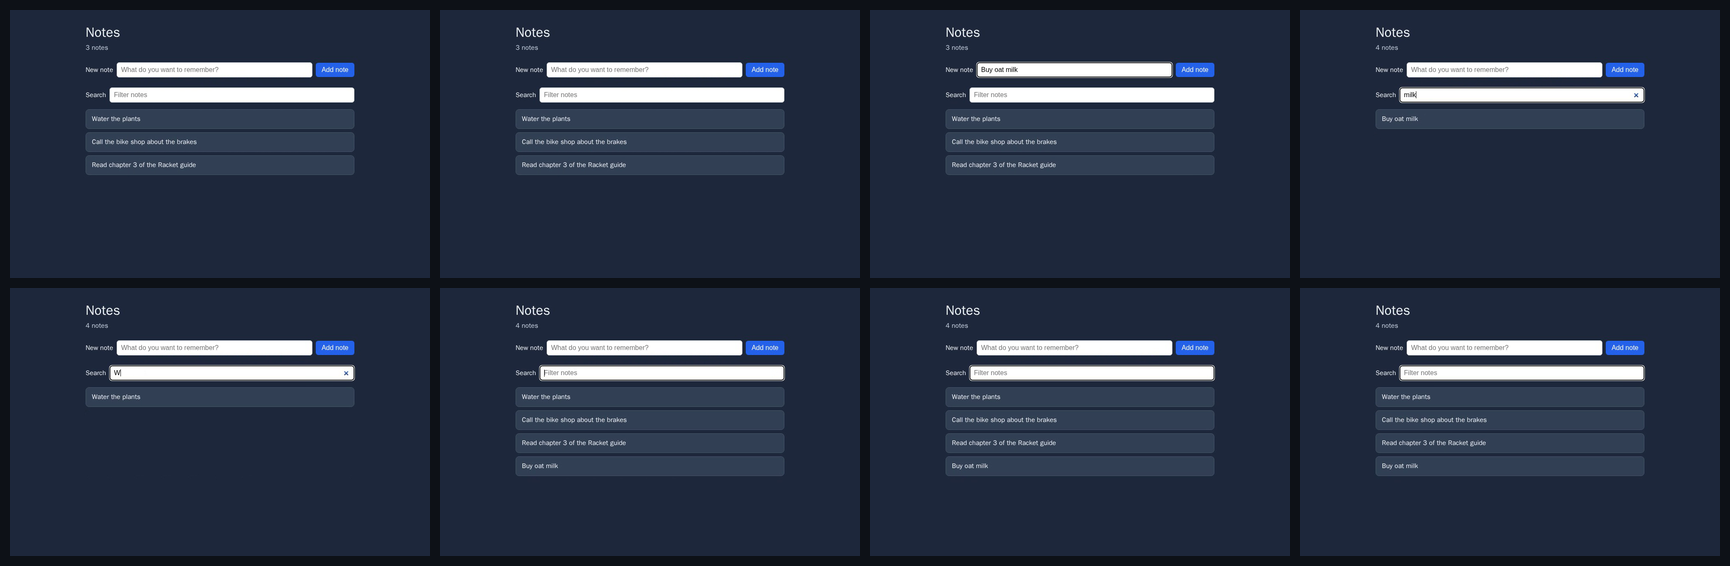 Notes
3 notes
New note What do you want to remember? Add note
Search Filter notes
Water the plants
Call the bike shop about the brakes
Read chapter 3 of the Racket guide
Notes
3 notes
New note What do you want to remember? Add note
Search Filter notes
Water the plants
Call the bike shop about the brakes
Read chapter 3 of the Racket guide
Notes
3 notes
New note Buy oat milk Add note
Search Filter notes
Water the plants
Call the bike shop about the brakes
Read chapter 3 of the Racket guide
Notes
4 notes
New note What do you want to remember? Add note
Search milk ×
Buy oat milk
Notes
4 notes
New note What do you want to remember? Add note
Search W ×
Water the plants
Notes
4 notes
New note What do you want to remember? Add note
Search Filter notes
Water the plants
Call the bike shop about the brakes
Read chapter 3 of the Racket guide
Buy oat milk
Notes
4 notes
New note What do you want to remember? Add note
Search Filter notes
Water the plants
Call the bike shop about the brakes
Read chapter 3 of the Racket guide
Buy oat milk
Notes
4 notes
New note What do you want to remember? Add note
Search Filter notes
Water the plants
Call the bike shop about the brakes
Read chapter 3 of the Racket guide
Buy oat milk